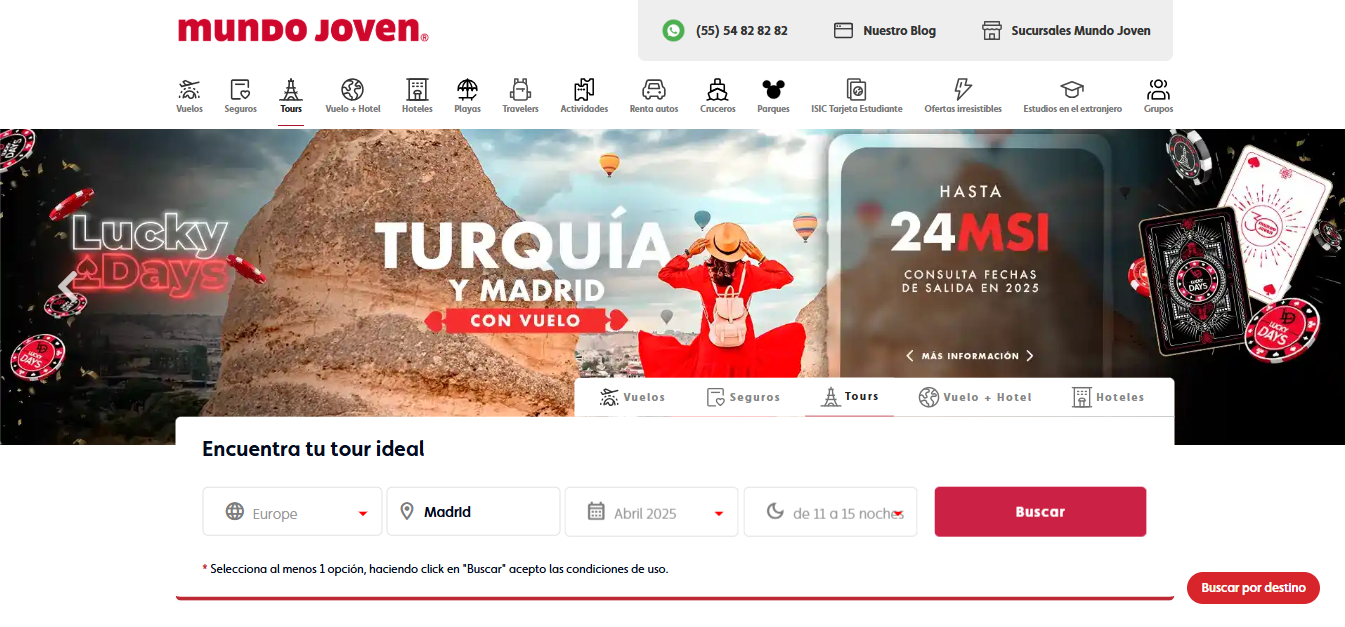 mundo joven®
(55) 54 82 82 82
Nuestro Blog
Sucursales Mundo Joven
Vuelos
Seguros
Tours
Vuelo + Hotel
Hoteles
Playas
Travelers
Actividades
Renta autos
Cruceros
Parques
ISIC Tarjeta Estudiante
Ofertas irresistibles
Estudios en el extranjero
Grupos
Lucky
Days
TURQUÍA
Y MADRID
CON VUELO
HASTA
24MSI
CONSULTA FECHAS
DE SALIDA EN 2025
MÁS INFORMACIÓN
LUCKY
DAYS
LUCKY
DAYS
LUCKY
DAYS
Vuelos
Seguros
Tours
Vuelo + Hotel
Hoteles
Encuentra tu tour ideal
Europe
Madrid
Abril 2025
de 11 a 15 noches
Buscar
* Selecciona al menos 1 opción, haciendo click en "Buscar" acepto las condiciones de uso.
Buscar por destino